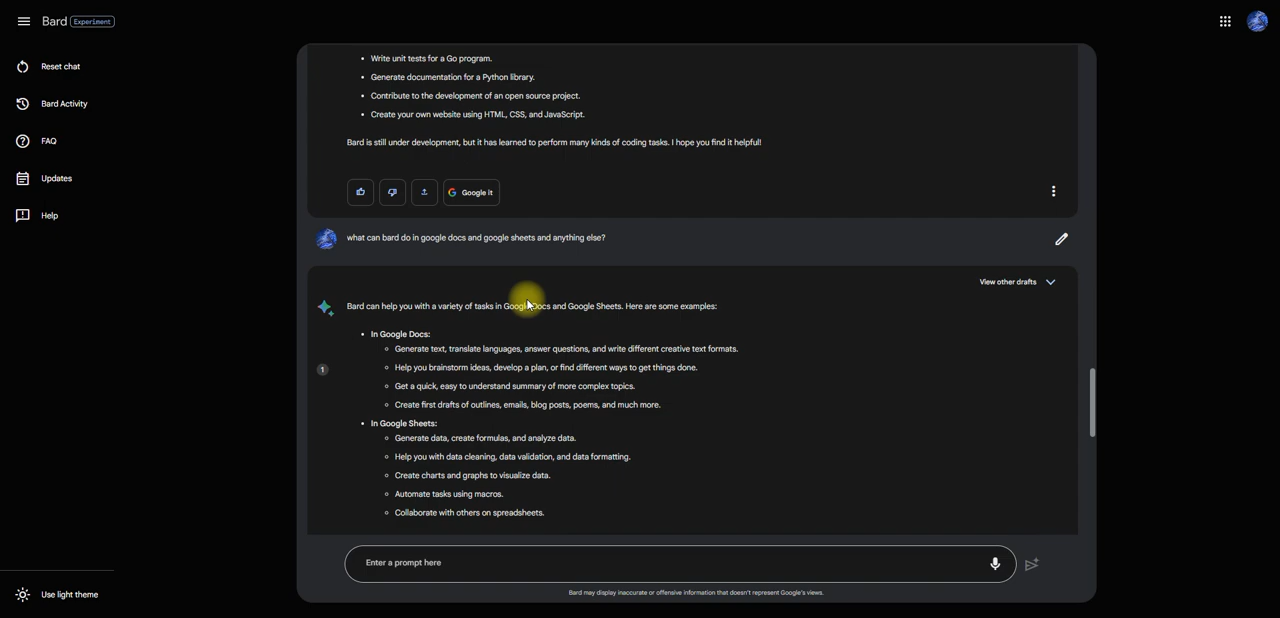 Bard Experiment
Reset chat
Bard Activity
FAQ
Updates
Help
Use light theme
• Write unit tests for a Go program.
• Generate documentation for a Python library.
• Contribute to the development of an open source project.
• Create your own website using HTML, CSS, and JavaScript.
Bard is still under development, but it has learned to perform many kinds of coding tasks. I hope you find it helpful!
Google it
what can bard do in google docs and google sheets and anything else?
View other drafts
Bard can help you with a variety of tasks in Google Docs and Google Sheets. Here are some examples:
• In Google Docs:
○ Generate text, translate languages, answer questions, and write different creative text formats.
1
○ Help you brainstorm ideas, develop a plan, or find different ways to get things done.
○ Get a quick, easy to understand summary of more complex topics.
○ Create first drafts of outlines, emails, blog posts, poems, and much more.
• In Google Sheets:
○ Generate data, create formulas, and analyze data.
○ Help you with data cleaning, data validation, and data formatting.
○ Create charts and graphs to visualize data.
○ Automate tasks using macros.
○ Collaborate with others on spreadsheets.
Enter a prompt here
Bard may display inaccurate or offensive information that doesn't represent Google's views.